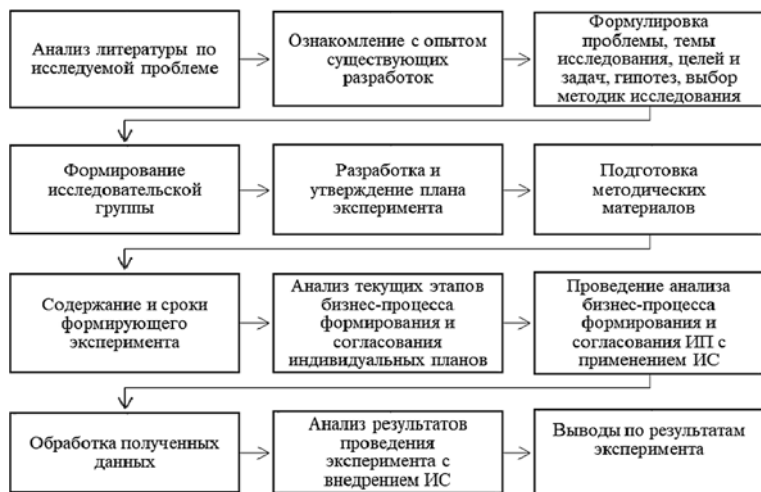 Анализ литературы по
исследуемой проблеме
Ознакомление с опытом
существующих
разработок
Формулировка
проблемы, темы
исследования, целей и
задач, гипотез, выбор
методик исследования
Формирование
исследовательской
группы
Разработка и
утверждение плана
эксперимента
Подготовка
методических
материалов
Содержание и сроки
формирующего
эксперимента
Анализ текущих этапов
бизнес-процесса
формирования и
согласования
индивидуальных планов
Проведение анализа
бизнес-процесса
формирования и
согласования ИП с
применением ИС
Обработка полученных
данных
Анализ результатов
проведения
эксперимента с
внедрением ИС
Выводы по результатам
эксперимента